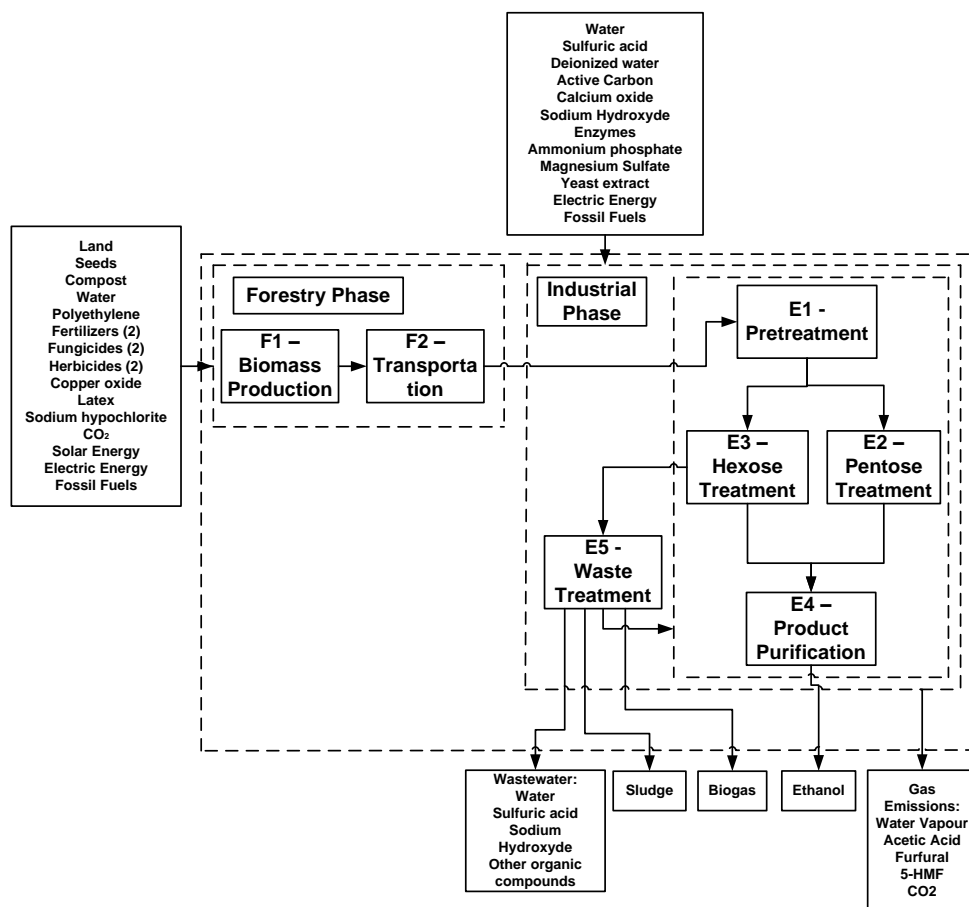 Water
Sulfuric acid
Deionized water
Active Carbon
Calcium oxide
Sodium Hydroxyde
Enzymes
Ammonium phosphate
Magnesium Sulfate
Yeast extract
Electric Energy
Fossil Fuels
Land
Seeds
Compost
Water
Polyethylene
Fertilizers (2)
Fungicides (2)
Herbicides (2)
Copper oxide
Latex
Sodium hypochlorite
CO₂
Solar Energy
Electric Energy
Fossil Fuels
Forestry Phase
F1 –
Biomass
Production
F2 –
Transporta
tion
Industrial
Phase
E1 -
Pretreatment
E3 –
Hexose
Treatment
E2 –
Pentose
Treatment
E5 -
Waste
Treatment
E4 –
Product
Purification
Wastewater:
Water
Sulfuric acid
Sodium
Hydroxyde
Other organic
compounds
Sludge
Biogas
Ethanol
Gas
Emissions:
Water Vapour
Acetic Acid
Furfural
5-HMF
CO2